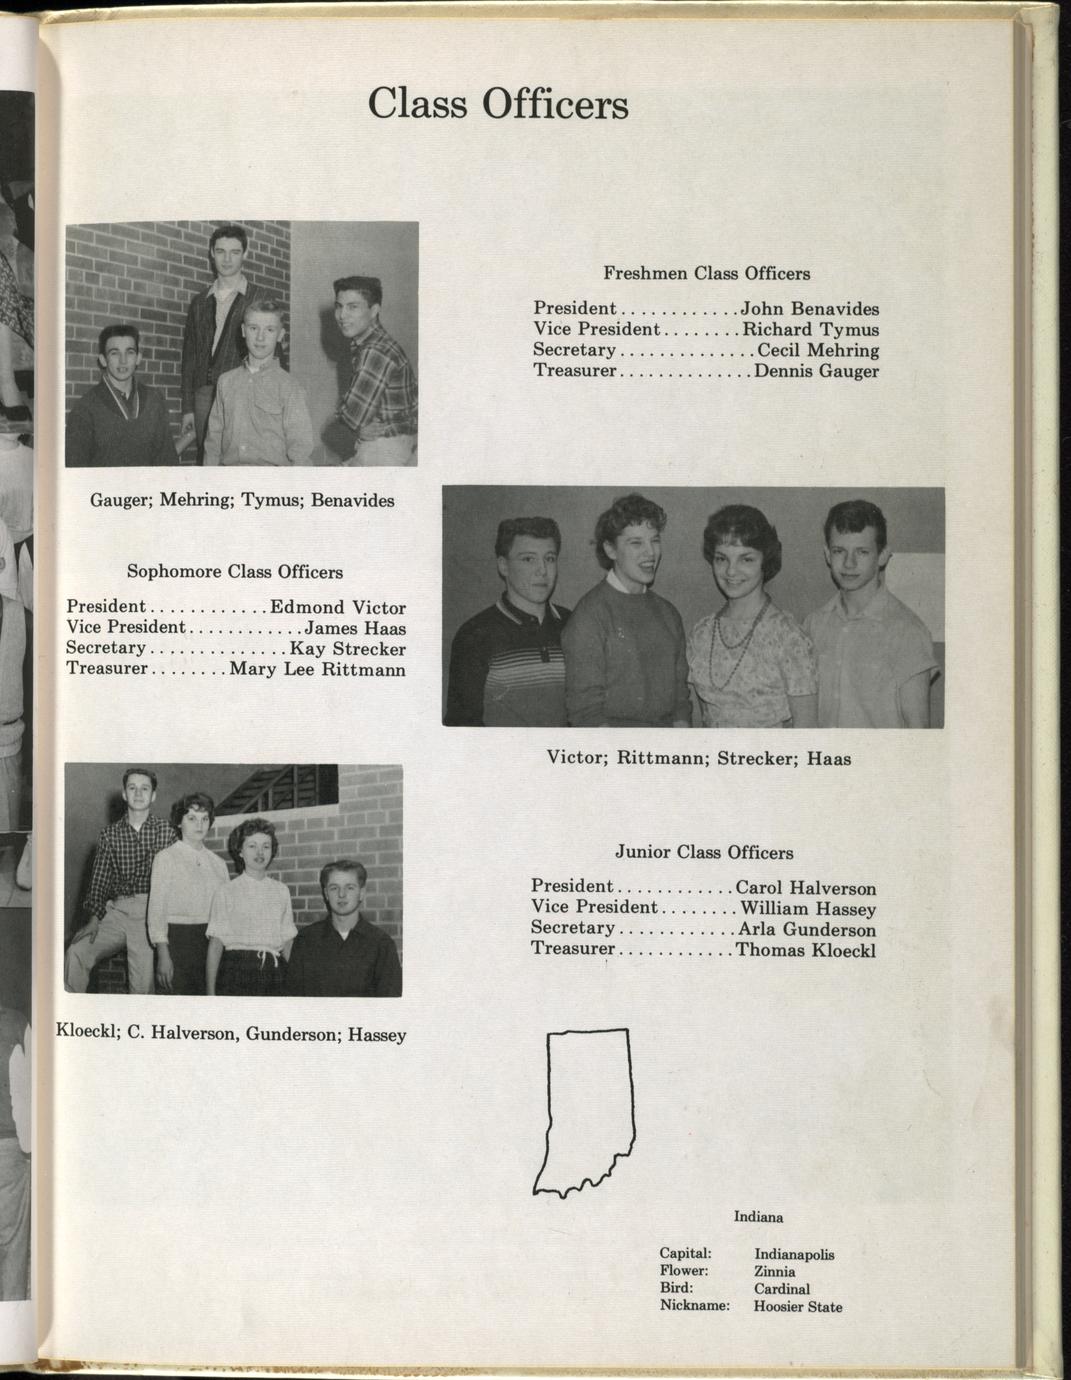 Class Officers
Freshmen Class Officers
President............John Benavides
Vice President........Richard Tymus
Secretary..............Cecil Mehring
Treasurer..............Dennis Gauger
Gauger; Mehring; Tymus; Benavides
Sophomore Class Officers
President............Edmond Victor
Vice President............James Haas
Secretary..............Kay Strecker
Treasurer........Mary Lee Rittmann
Victor; Rittmann; Strecker; Haas
Junior Class Officers
President............Carol Halverson
Vice President........William Hassey
Secretary............Arla Gunderson
Treasurer............Thomas Kloeckl
Kloeckl; C. Halverson, Gunderson; Hassey
Indiana
Capital: Indianapolis
Flower: Zinnia
Bird: Cardinal
Nickname: Hoosier State